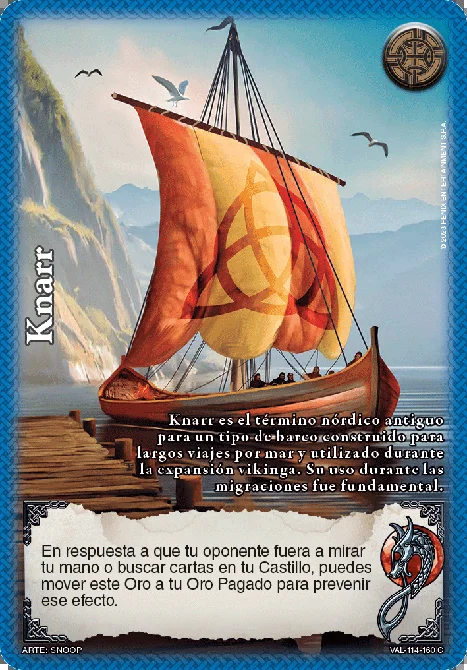 © 2023 FENIX ENTERTAINMENT S.P.A.
Knarr
Knarr es el término nórdico antiguo
para un tipo de barco construido para
largos viajes por mar y utilizado durante
la expansión vikinga. Su uso durante las
migraciones fue fundamental.
En respuesta a que tu oponente fuera a mirar
tu mano o buscar cartas en tu Castillo, puedes
mover este Oro a tu Oro Pagado para prevenir
ese efecto.
ARTE: SNOOP
VAL-114-160 C